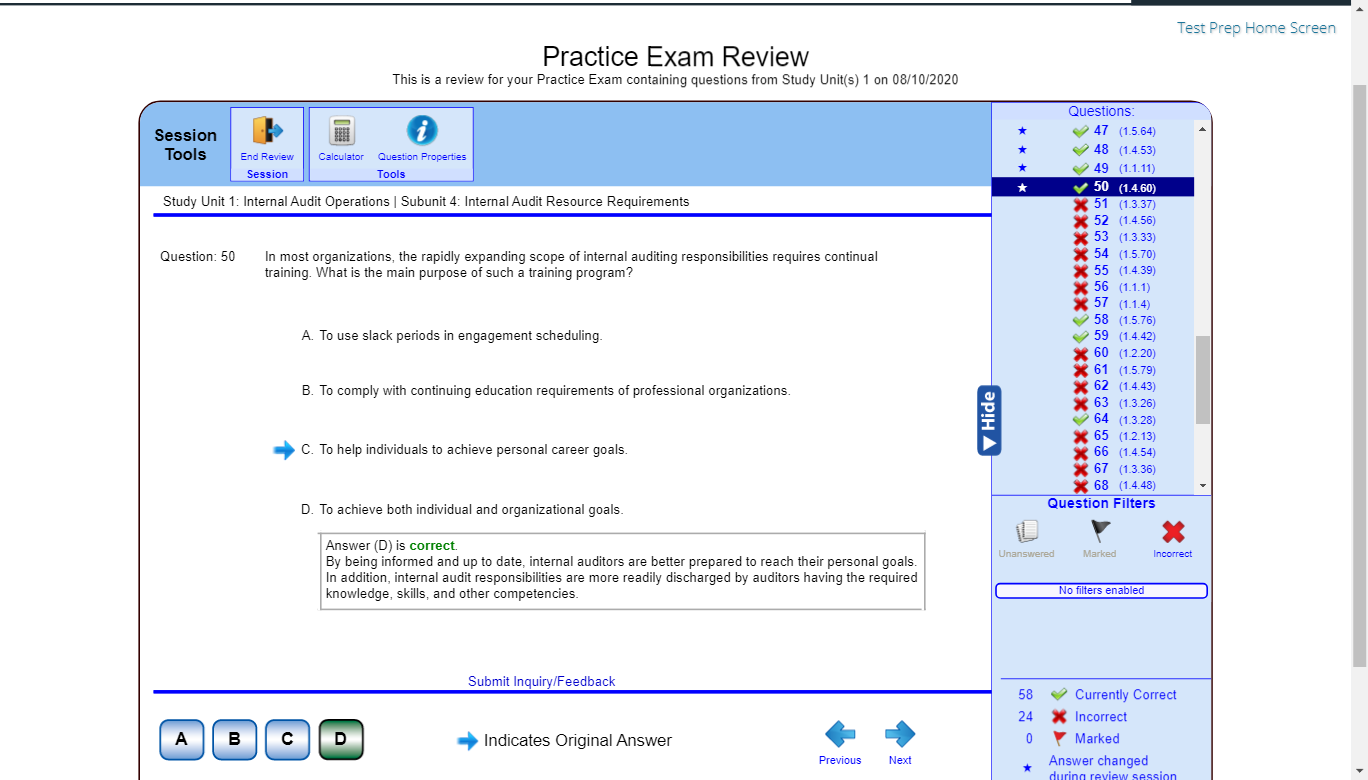 Test Prep Home Screen
Practice Exam Review
This is a review for your Practice Exam containing questions from Study Unit(s) 1 on 08/10/2020
Session Tools
End Review
Session
Calculator
Question Properties
Tools
Study Unit 1: Internal Audit Operations | Subunit 4: Internal Audit Resource Requirements
Question: 50
In most organizations, the rapidly expanding scope of internal auditing responsibilities requires continual
training. What is the main purpose of such a training program?
A. To use slack periods in engagement scheduling.
B. To comply with continuing education requirements of professional organizations.
C. To help individuals to achieve personal career goals.
D. To achieve both individual and organizational goals.
Answer (D) is correct.
By being informed and up to date, internal auditors are better prepared to reach their personal goals.
In addition, internal audit responsibilities are more readily discharged by auditors having the required
knowledge, skills, and other competencies.
Submit Inquiry/Feedback
A
B
C
D
Indicates Original Answer
Previous
Next
Hide
Questions:
47 (1.5.64)
48 (1.4.53)
49 (1.1.11)
50 (1.4.60)
51 (1.3.37)
52 (1.4.56)
53 (1.3.33)
54 (1.5.70)
55 (1.4.39)
56 (1.1.1)
57 (1.1.4)
58 (1.5.76)
59 (1.4.42)
60 (1.2.20)
61 (1.5.79)
62 (1.4.43)
63 (1.3.26)
64 (1.3.28)
65 (1.2.13)
66 (1.4.54)
67 (1.3.36)
68 (1.4.48)
Question Filters
Unanswered
Marked
Incorrect
No filters enabled
58 Currently Correct
24 Incorrect
0 Marked
Answer changed
during review session